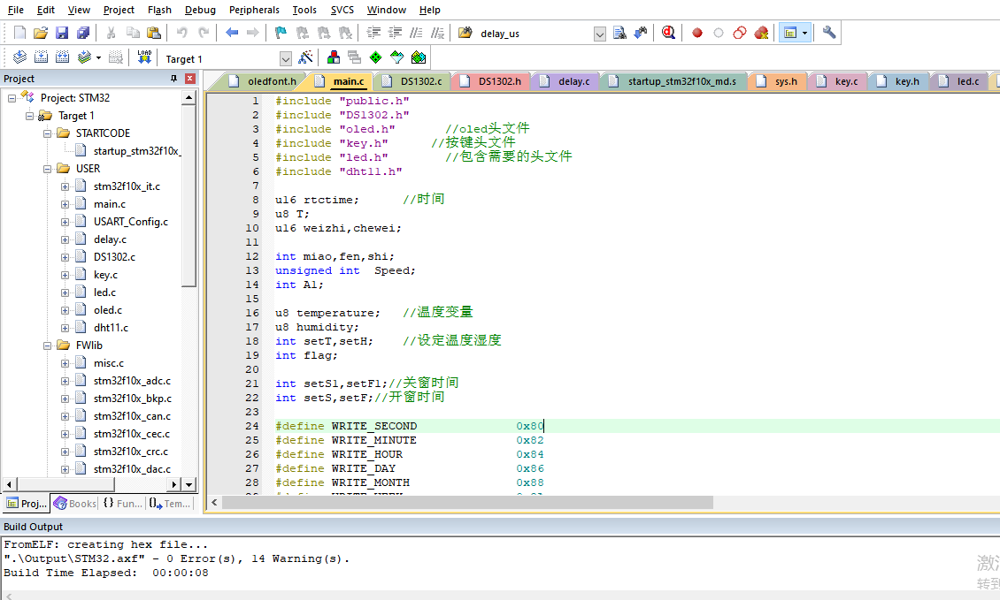 File Edit View Project Flash Debug Peripherals Tools SVCS Window Help
delay_us
LOAD Target 1
Project
oledfont.h main.c DS1302.c DS1302.h delay.c startup_stm32f10x_md.s sys.h key.c key.h led.c
Project: STM32
Target 1
STARTCODE
startup_stm32f10x_
USER
stm32f10x_it.c
main.c
USART_Config.c
delay.c
DS1302.c
key.c
led.c
oled.c
dht11.c
FWlib
misc.c
stm32f10x_adc.c
stm32f10x_bkp.c
stm32f10x_can.c
stm32f10x_cec.c
stm32f10x_crc.c
stm32f10x_dac.c
Proj... Books {} Fun... Tem...
1 #include "public.h"
2 #include "DS1302.h"
3 #include "oled.h" //oled头文件
4 #include "key.h" //按键头文件
5 #include "led.h" //包含需要的头文件
6 #include "dht11.h"
7
8 u16 rtctime; //时间
9 u8 T;
10 u16 weizhi,chewei;
11
12 int miao,fen,shi;
13 unsigned int Speed;
14 int A1;
15
16 u8 temperature; //温度变量
17 u8 humidity;
18 int setT,setH; //设定温度湿度
19 int flag;
20
21 int setS1,setF1;//关窗时间
22 int setS,setF;//开窗时间
23
24 #define WRITE_SECOND 0x80
25 #define WRITE_MINUTE 0x82
26 #define WRITE_HOUR 0x84
27 #define WRITE_DAY 0x86
28 #define WRITE_MONTH 0x88
Build Output
FromELF: creating hex file...
".\Output\STM32.axf" - 0 Error(s), 14 Warning(s).
Build Time Elapsed: 00:00:08
激
转到